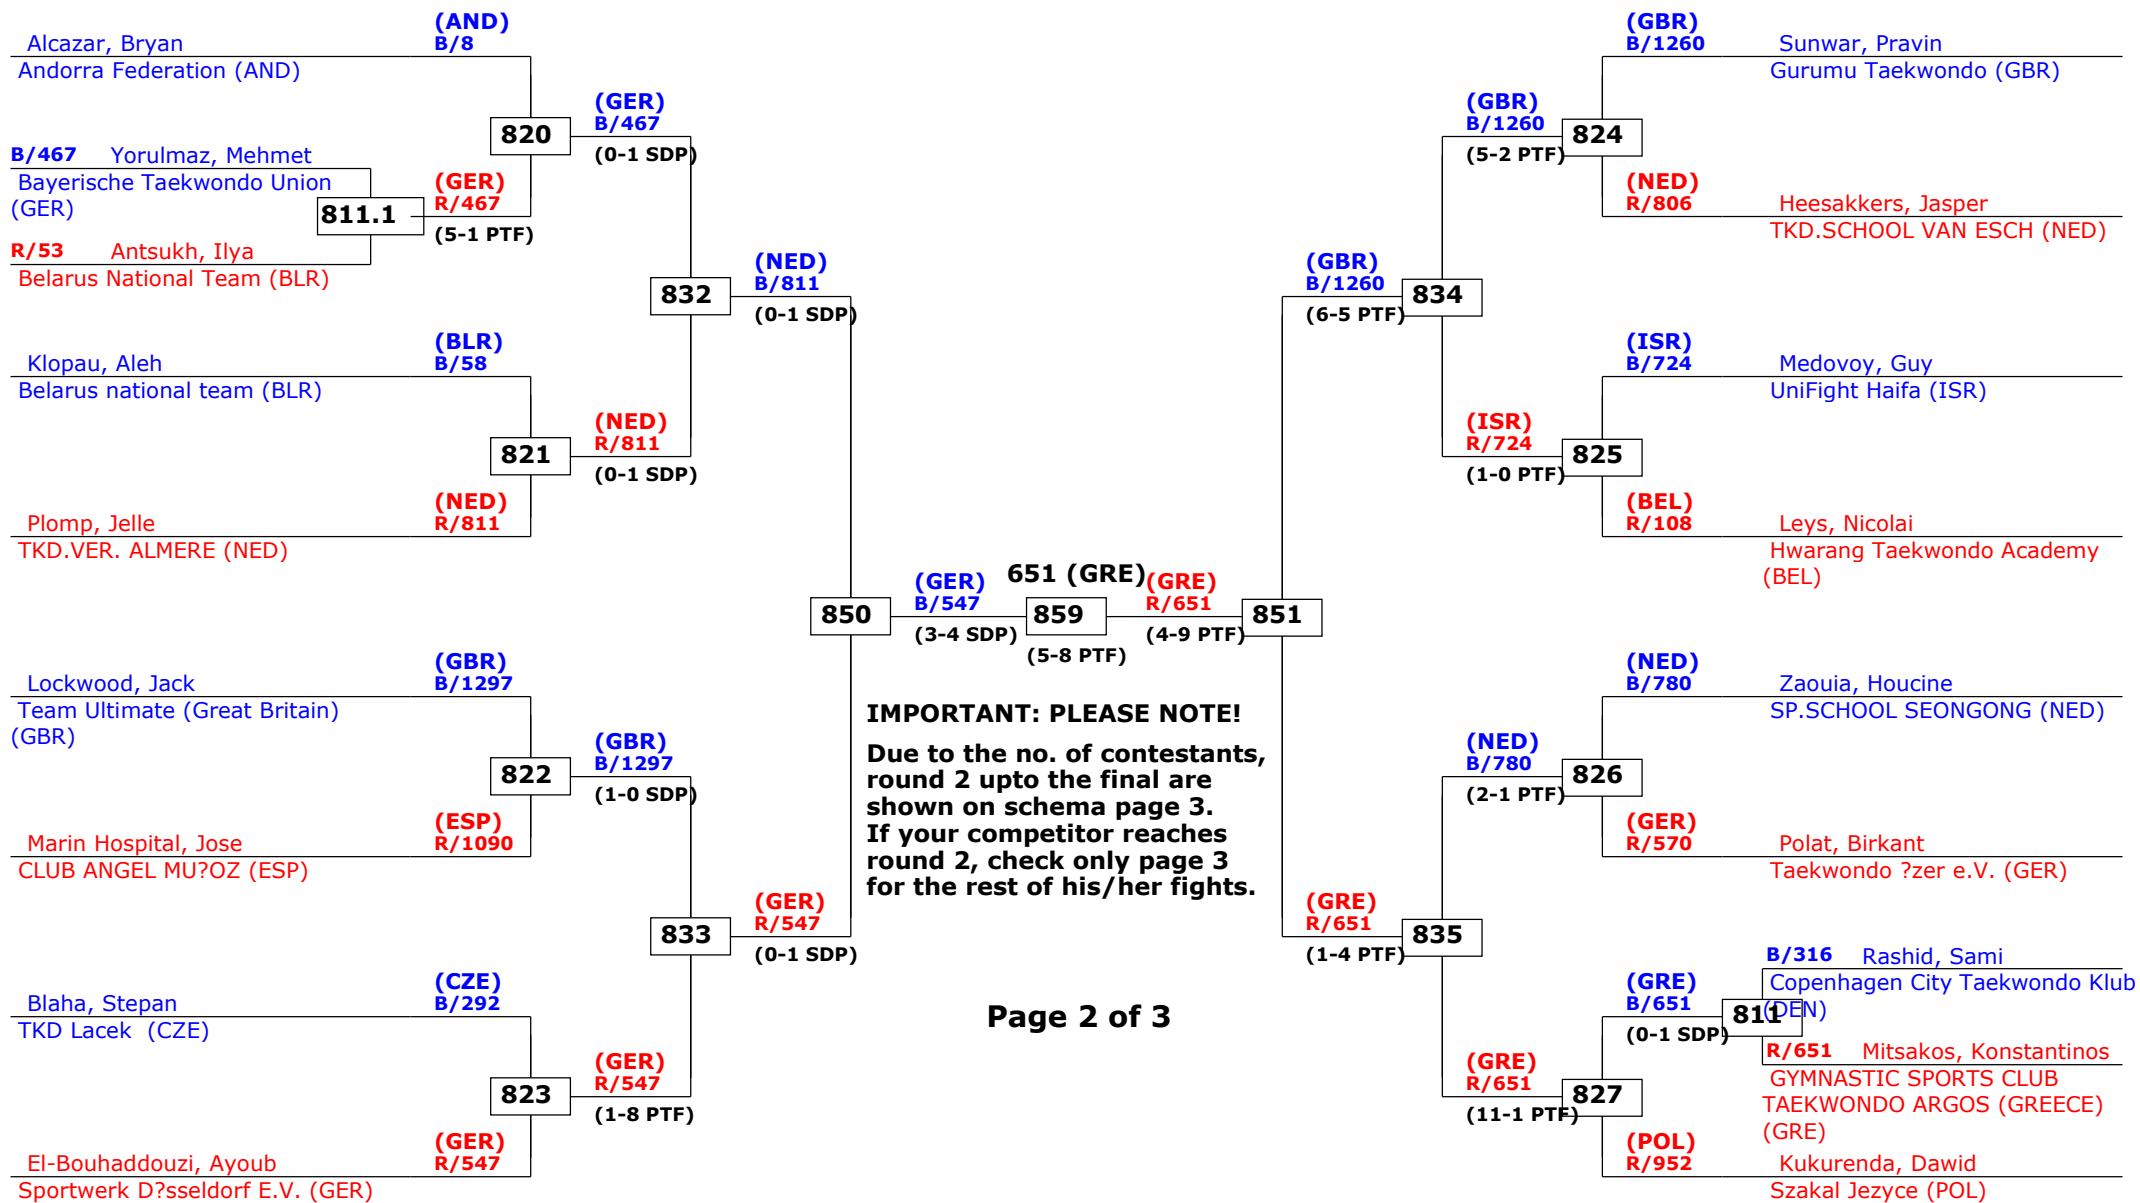 (AND)
Alcazar, Bryan
B/8
Andorra Federation (AND)
(GER)
B/467
820
(0-1 SDP)
B/467 Yorulmaz, Mehmet
Bayerische Taekwondo Union
(GER)
(GER)
R/467
811.1
(5-1 PTF)
R/53 Antsukh, Ilya
Belarus National Team (BLR)
(NED)
B/811
832
(0-1 SDP)
(BLR)
Klopau, Aleh
B/58
Belarus national team (BLR)
(NED)
R/811
821
(0-1 SDP)
(NED)
Plomp, Jelle
R/811
TKD.VER. ALMERE (NED)
850
(GER)
B/547
(3-4 SDP)
651 (GRE)
859
(5-8 PTF)
(GRE)
R/651
(4-9 PTF)
851
(GBR)
Lockwood, Jack
B/1297
Team Ultimate (Great Britain)
(GBR)
(GBR)
B/1297
822
(1-0 SDP)
(ESP)
Marin Hospital, Jose
R/1090
CLUB ANGEL MU?OZ (ESP)
(GER)
R/547
833
(0-1 SDP)
(CZE)
Blaha, Stepan
B/292
TKD Lacek (CZE)
(GER)
R/547
823
(1-8 PTF)
(GER)
El-Bouhaddouzi, Ayoub
R/547
Sportwerk D?sseldorf E.V. (GER)
IMPORTANT: PLEASE NOTE!
Due to the no. of contestants,
round 2 upto the final are
shown on schema page 3.
If your competitor reaches
round 2, check only page 3
for the rest of his/her fights.
Page 2 of 3
(GBR)
B/1260
Sunwar, Pravin
Gurumu Taekwondo (GBR)
(GBR)
B/1260
824
(5-2 PTF)
(NED)
R/806
Heesakkers, Jasper
TKD.SCHOOL VAN ESCH (NED)
(GBR)
B/1260
834
(6-5 PTF)
(ISR)
B/724
Medovoy, Guy
UniFight Haifa (ISR)
(ISR)
R/724
825
(1-0 PTF)
(BEL)
R/108
Leys, Nicolai
Hwarang Taekwondo Academy
(BEL)
(NED)
B/780
Zaouia, Houcine
SP.SCHOOL SEONGONG (NED)
(NED)
B/780
826
(2-1 PTF)
(GER)
R/570
Polat, Birkant
Taekwondo ?zer e.V. (GER)
(GRE)
R/651
835
(1-4 PTF)
B/316 Rashid, Sami
Copenhagen City Taekwondo Klub
(DEN)
(GRE)
B/651
811
(0-1 SDP)
R/651 Mitsakos, Konstantinos
GYMNASTIC SPORTS CLUB
TAEKWONDO ARGOS (GREECE)
(GRE)
(GRE)
R/651
827
(11-1 PTF)
(POL)
R/952
Kukurenda, Dawid
Szakal Jezyce (POL)